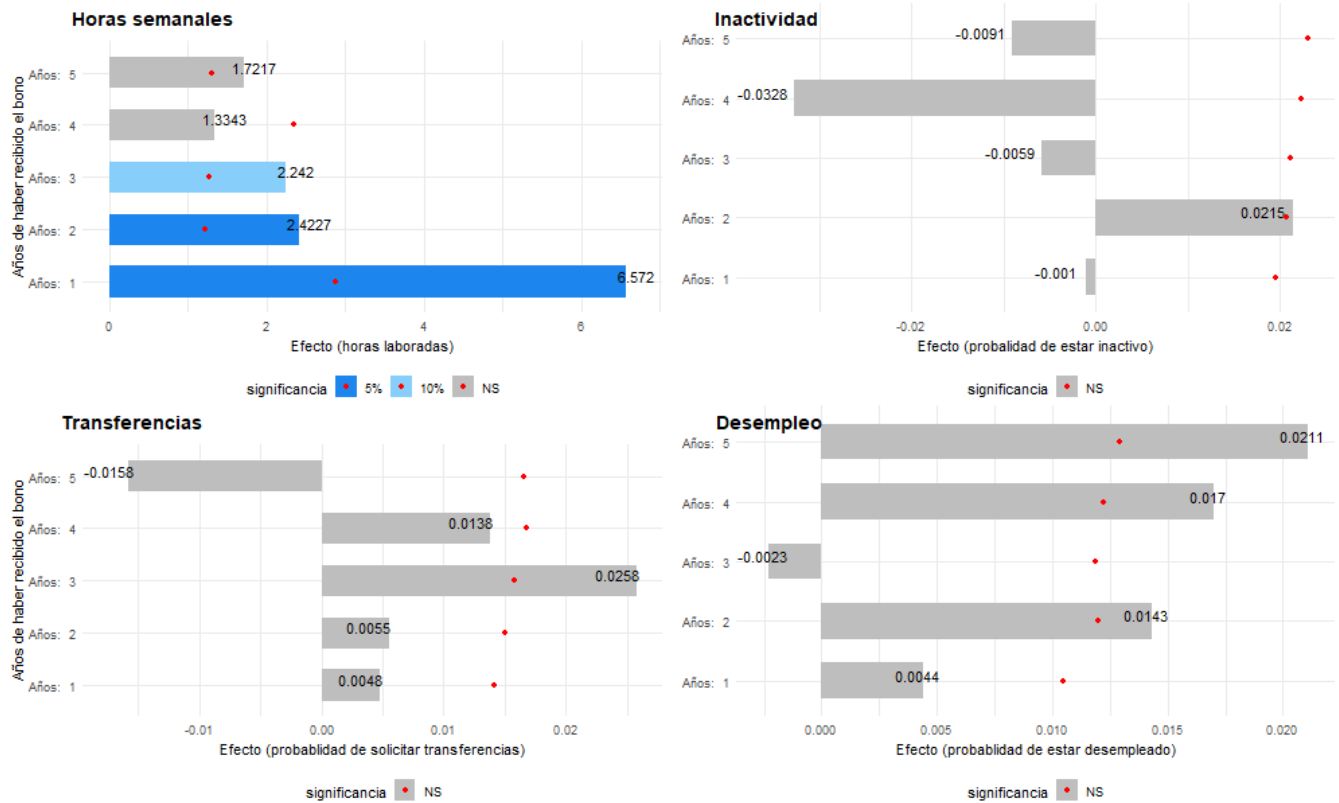 Horas semanales
Años de haber recibido el bono
Años: 5
1.7217
Años: 4
1.3343
Años: 3
2.242
Años: 2
2.4227
Años: 1
6.572
0
2
4
6
Efecto (horas laboradas)
significancia 5% 10% NS
Inactividad
Años: 5
-0.0091
Años: 4
-0.0328
Años: 3
-0.0059
Años: 2
0.0215
Años: 1
-0.001
-0.02
0.00
0.02
Efecto (probalidad de estar inactivo)
significancia NS
Transferencias
Años de haber recibido el bono
Años: 5
-0.0158
Años: 4
0.0138
Años: 3
0.0258
Años: 2
0.0055
Años: 1
0.0048
-0.01
0.00
0.01
0.02
Efecto (probablidad de solicitar transferencias)
significancia NS
Desempleo
Años: 5
0.0211
Años: 4
0.017
Años: 3
-0.0023
Años: 2
0.0143
Años: 1
0.0044
0.000
0.005
0.010
0.015
0.020
Efecto (probablidad de estar desempleado)
significancia NS